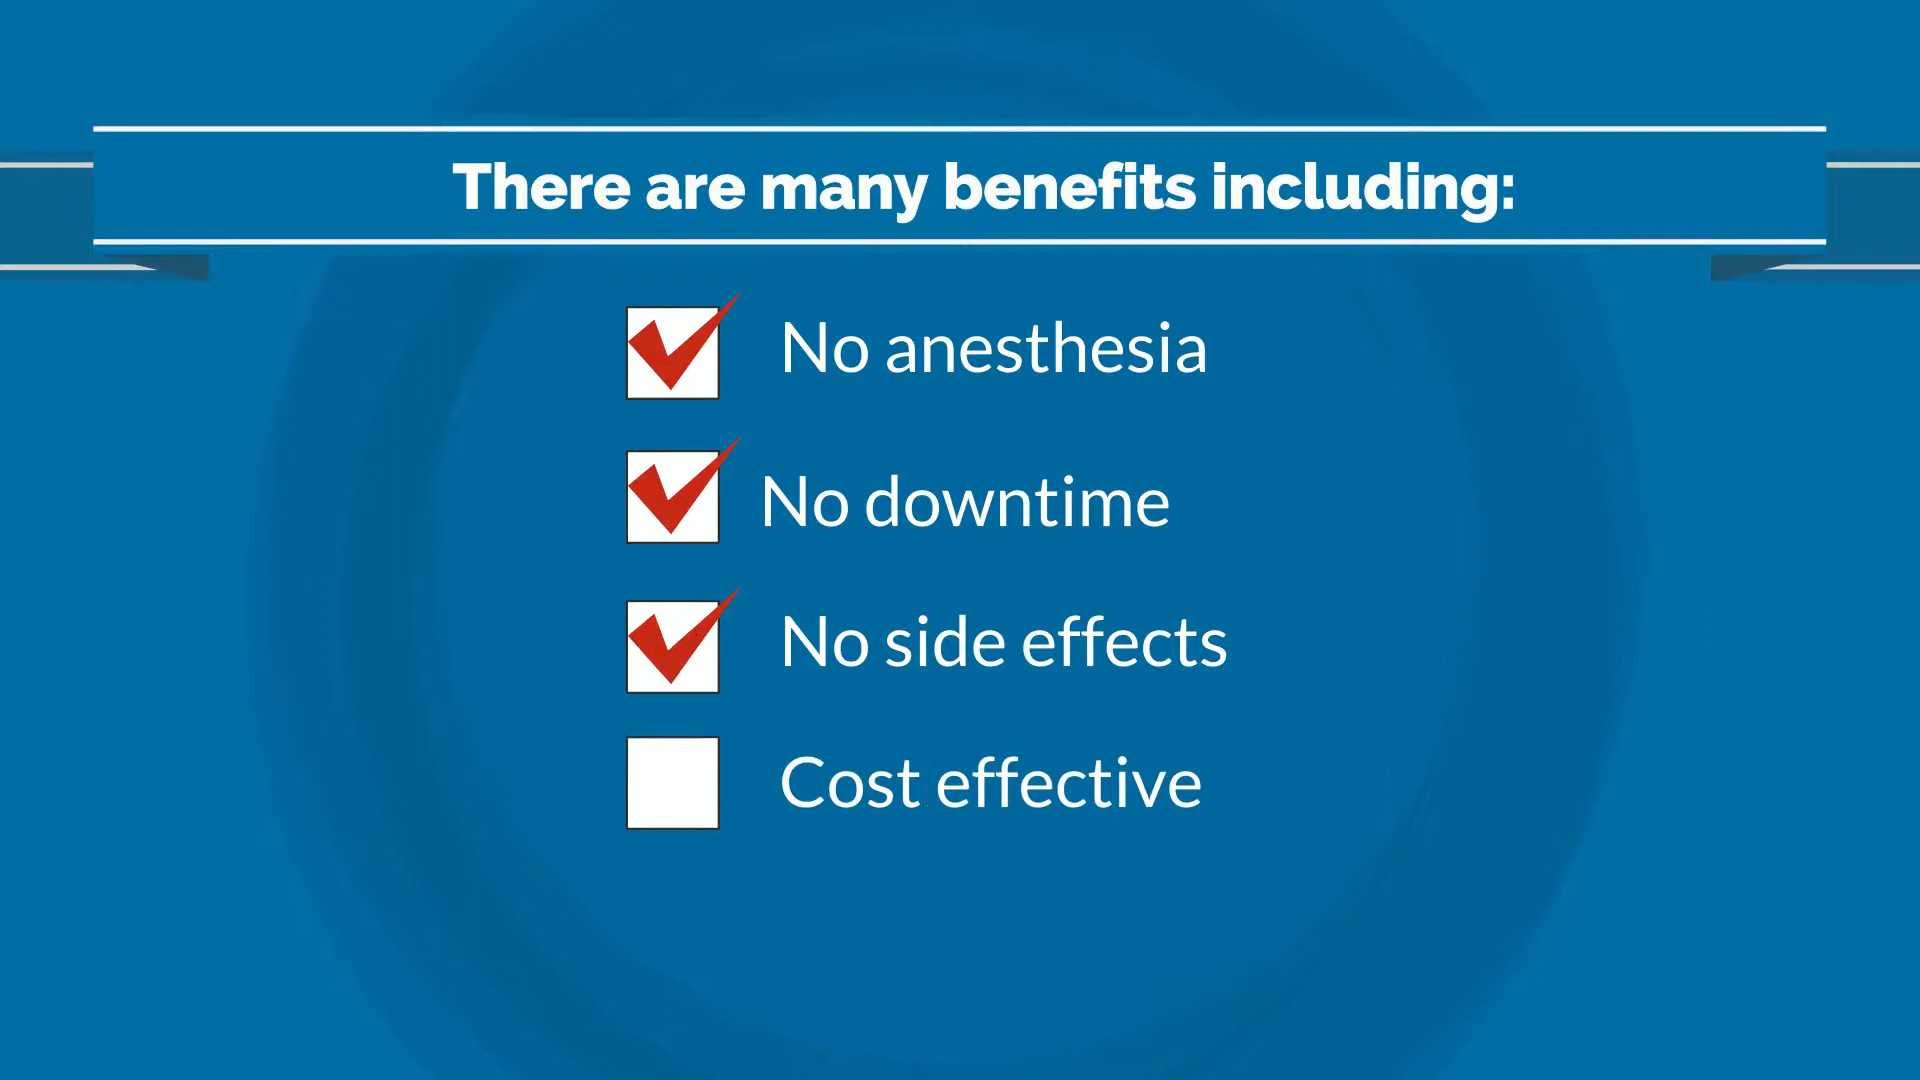 There are many benefits including:
No anesthesia
No downtime
No side effects
Cost effective